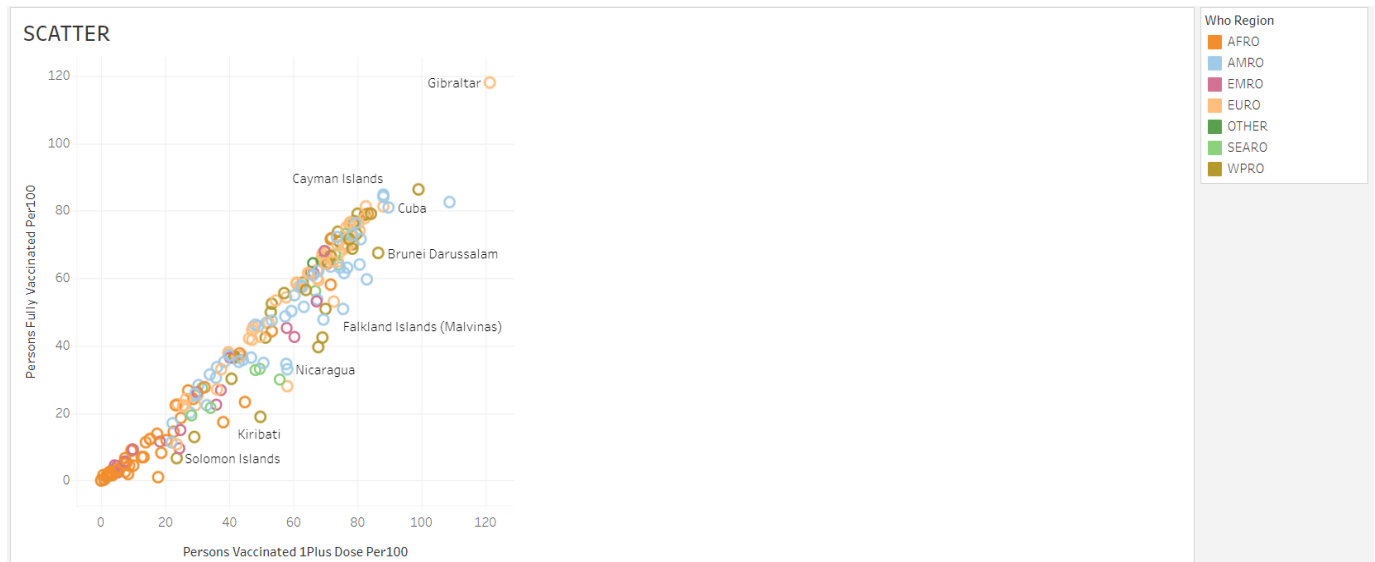 SCATTER
Who Region
AFRO
AMRO
EMRO
EURO
OTHER
SEARO
WPRO
Persons Fully Vaccinated Per100
120
100
80
60
40
20
0
Gibraltar
Cayman Islands
Cuba
Brunei Darussalam
Falkland Islands (Malvinas)
Nicaragua
Kiribati
Solomon Islands
0 20 40 60 80 100 120
Persons Vaccinated 1Plus Dose Per100